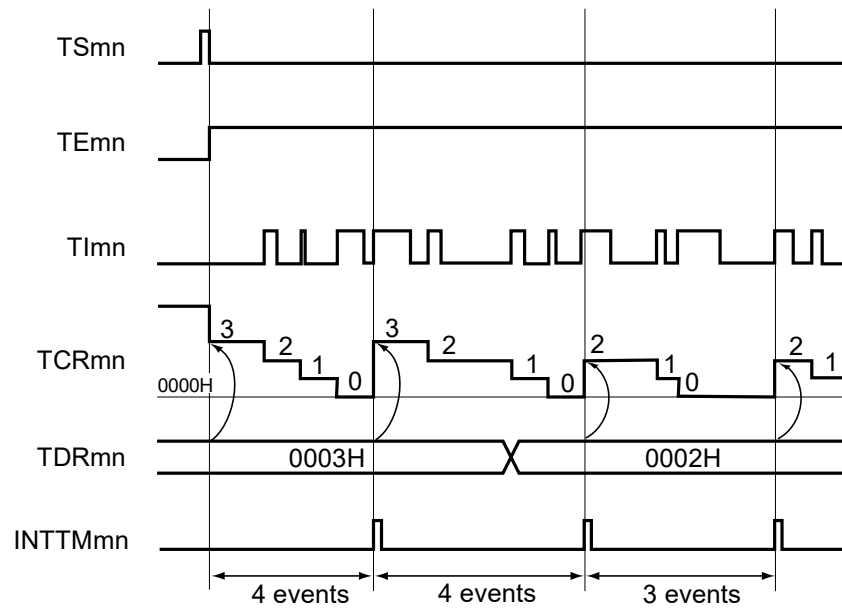 TSmn
TEmn
TImn
TCRmn
3
2
1
0
3
2
1
0
2
1
0
2
1
0000H
TDRmn
0003H
0002H
INTTMmn
4 events
4 events
3 events